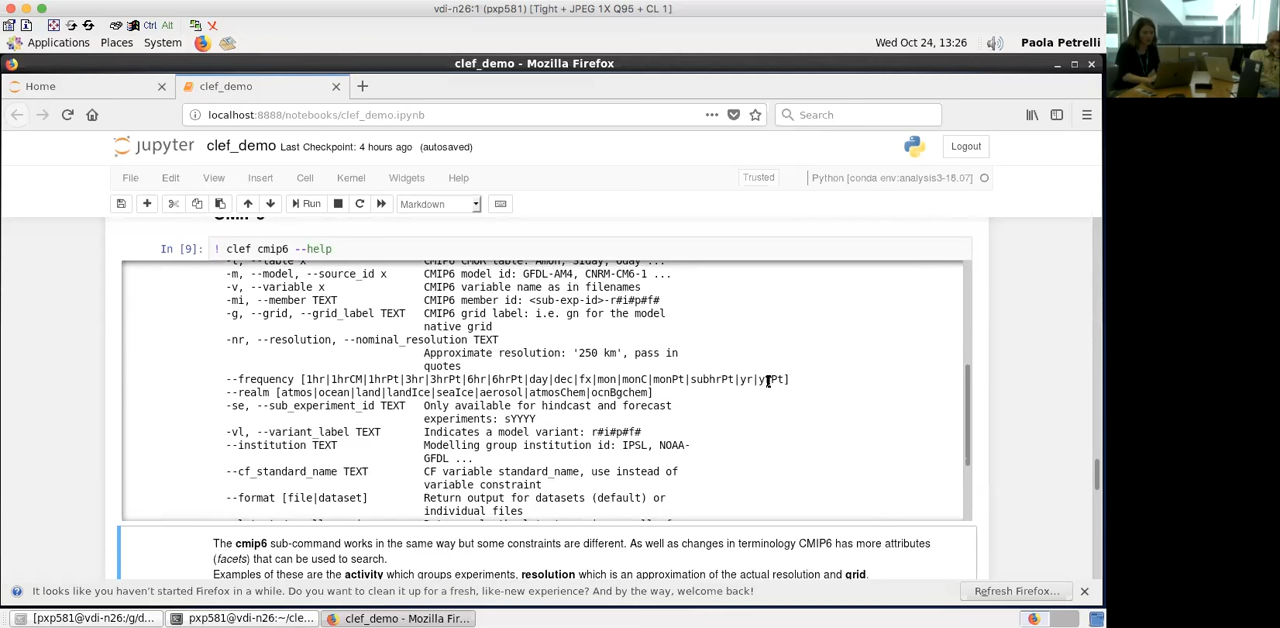 vdi-n26:1 (pxp581) [Tight + JPEG 1X Q95 + CL 1]
Ctrl Alt
Applications Places System Wed Oct 24, 13:26 Paola Petrelli
clef_demo - Mozilla Firefox
Home clef_demo
localhost:8888/notebooks/clef_demo.ipynb Search
jupyter clef_demo Last Checkpoint: 4 hours ago (autosaved) Logout
File Edit View Insert Cell Kernel Widgets Help Trusted Python [conda env:analysis3-18.07]
Run Markdown
In [9]: ! clef cmip6 --help
-t, --table x CMIP6 CMOR table: Amon, SIday, Oday ...
-m, --model, --source_id x CMIP6 model id: GFDL-AM4, CNRM-CM6-1 ...
-v, --variable x CMIP6 variable name as in filenames
-mi, --member TEXT CMIP6 member id: <sub-exp-id>-r#i#p#f#
-g, --grid, --grid_label TEXT CMIP6 grid label: i.e. gn for the model
native grid
-nr, --resolution, --nominal_resolution TEXT
Approximate resolution: '250 km', pass in
quotes
--frequency [1hr|1hrCM|1hrPt|3hr|3hrPt|6hr|6hrPt|day|dec|fx|mon|monC|monPt|subhrPt|yr|yrPt]
--realm [atmos|ocean|land|landIce|seaIce|aerosol|atmosChem|ocnBgchem]
-se, --sub_experiment_id TEXT Only available for hindcast and forecast
experiments: sYYYY
-vl, --variant_label TEXT Indicates a model variant: r#i#p#f#
--institution TEXT Modelling group institution id: IPSL, NOAA-
GFDL ...
--cf_standard_name TEXT CF variable standard_name, use instead of
variable constraint
--format [file|dataset] Return output for datasets (default) or
individual files
The cmip6 sub-command works in the same way but some constraints are different. As well as changes in terminology CMIP6 has more attributes
(facets) that can be used to search.
Examples of these are the activity which groups experiments, resolution which is an approximation of the actual resolution and grid.
It looks like you haven't started Firefox in a while. Do you want to clean it up for a fresh, like-new experience? And by the way, welcome back! Refresh Firefox...
[pxp581@vdi-n26:/g/d... pxp581@vdi-n26:~/cle... clef_demo - Mozilla Fir...